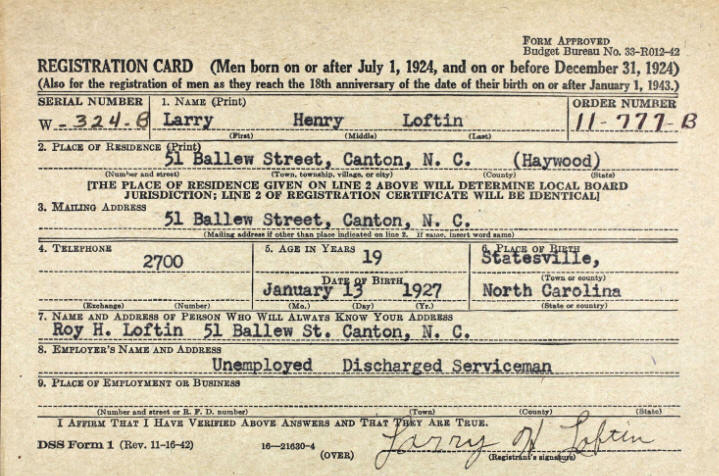 FORM APPROVED
Budget Bureau No. 33-R012-42
REGISTRATION CARD (Men born on or after July 1, 1924, and on or before December 31, 1924)
(Also for the registration of men as they reach the 18th anniversary of the date of their birth on or after January 1, 1943.)
SERIAL NUMBER 1. NAME (Print) ORDER NUMBER
W -324-B Larry Henry Loftin 11-777-B
(First) (Middle) (Last)
2. PLACE OF RESIDENCE (Print)
51 Ballew Street, Canton, N. C. (Haywood)
(Number and street) (Town, township, village, or city) (County) (State)
[THE PLACE OF RESIDENCE GIVEN ON LINE 2 ABOVE WILL DETERMINE LOCAL BOARD
JURISDICTION; LINE 2 OF REGISTRATION CERTIFICATE WILL BE IDENTICAL]
3. MAILING ADDRESS
51 Ballew Street, Canton, N. C.
(Mailing address if other than place indicated on line 2. If same, insert word same)
4. TELEPHONE 5. AGE IN YEARS 6. PLACE OF BIRTH
2700 19 Statesville,
DATE OF BIRTH (Town or county)
January 13 1927 North Carolina
(Exchange) (Number) (Mo.) (Day) (Yr.) (State or country)
7. NAME AND ADDRESS OF PERSON WHO WILL ALWAYS KNOW YOUR ADDRESS
Roy H. Loftin 51 Ballew St. Canton, N. C.
8. EMPLOYER'S NAME AND ADDRESS
Unemployed Discharged Serviceman
9. PLACE OF EMPLOYMENT OR BUSINESS
(Number and street or R. F. D. number) (Town) (County) (State)
I AFFIRM THAT I HAVE VERIFIED ABOVE ANSWERS AND THAT THEY ARE TRUE.
DSS Form 1 (Rev. 11-16-42) 16—21630-4 Larry H Loftin
(OVER) (Registrant's signature)